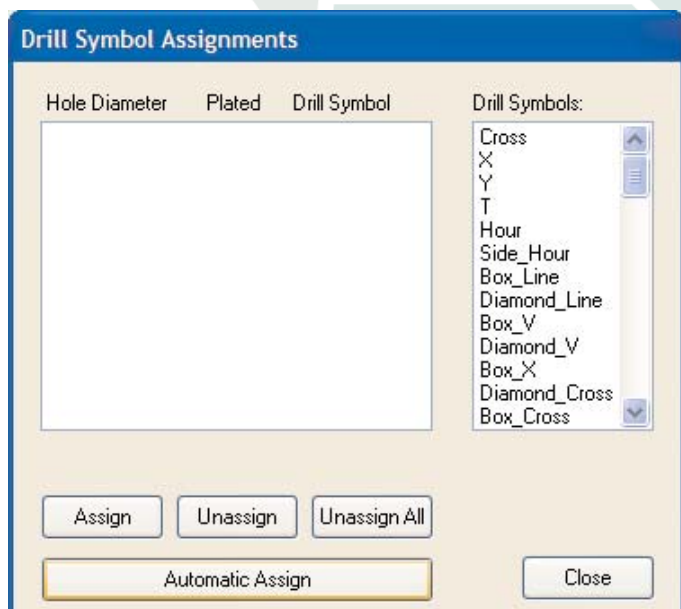 Drill Symbol Assignments
Hole Diameter Plated Drill Symbol Drill Symbols:
Cross
X
Y
T
Hour
Side_Hour
Box_Line
Diamond_Line
Box_V
Diamond_V
Box_X
Diamond_Cross
Box_Cross
Assign Unassign Unassign All
Automatic Assign Close